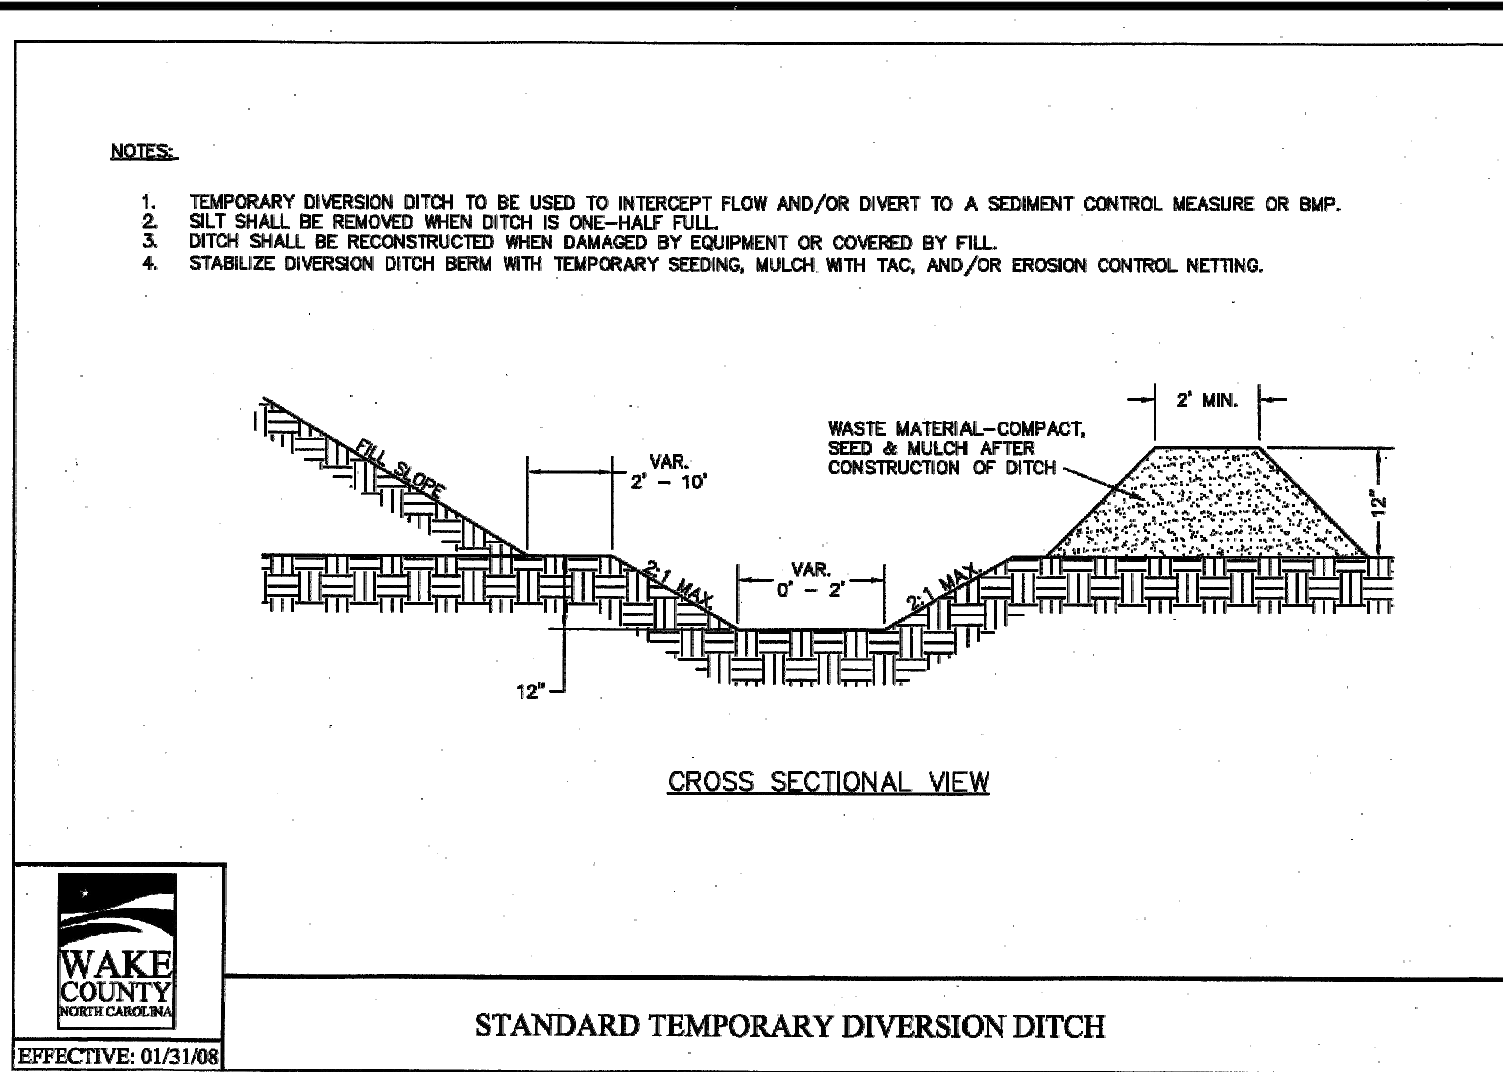 NOTES:
1. TEMPORARY DIVERSION DITCH TO BE USED TO INTERCEPT FLOW AND/OR DIVERT TO A SEDIMENT CONTROL MEASURE OR BMP.
2. SILT SHALL BE REMOVED WHEN DITCH IS ONE-HALF FULL.
3. DITCH SHALL BE RECONSTRUCTED WHEN DAMAGED BY EQUIPMENT OR COVERED BY FILL.
4. STABILIZE DIVERSION DITCH BERM WITH TEMPORARY SEEDING, MULCH WITH TAC, AND/OR EROSION CONTROL NETTING.
FILL SLOPE
VAR.
2' - 10'
WASTE MATERIAL-COMPACT,
SEED & MULCH AFTER
CONSTRUCTION OF DITCH
2' MIN.
12"
2:1 MAX.
VAR.
0' - 2'
2:1 MAX.
12"
CROSS SECTIONAL VIEW
WAKE
COUNTY
NORTH CAROLINA
EFFECTIVE: 01/31/08
STANDARD TEMPORARY DIVERSION DITCH